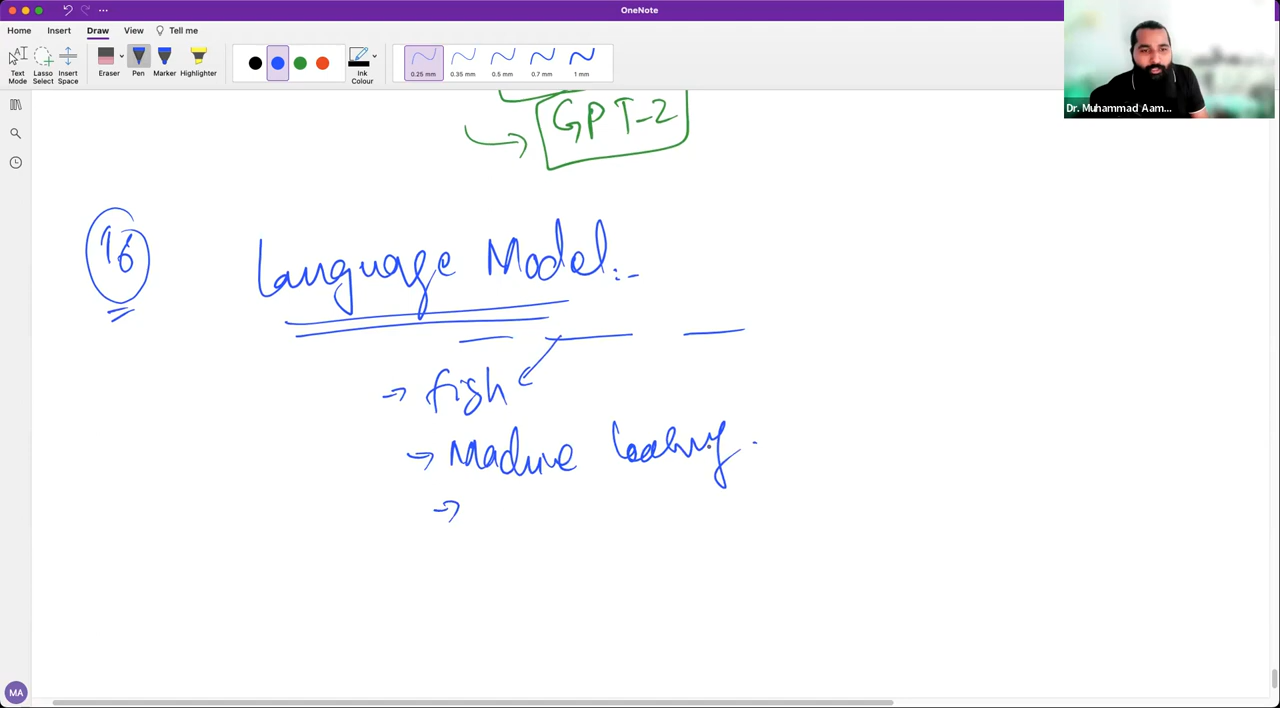 OneNote
Home Insert Draw View Tell me
Text Mode Lasso Select Insert Space Eraser Pen Marker Highlighter Ink Colour 0.25 mm 0.35 mm 0.5 mm 0.7 mm 1 mm
Dr. Muhammad Aam...
GPT-2
16 Language Model:-
→ fish
→ Machine learning.
→
MA